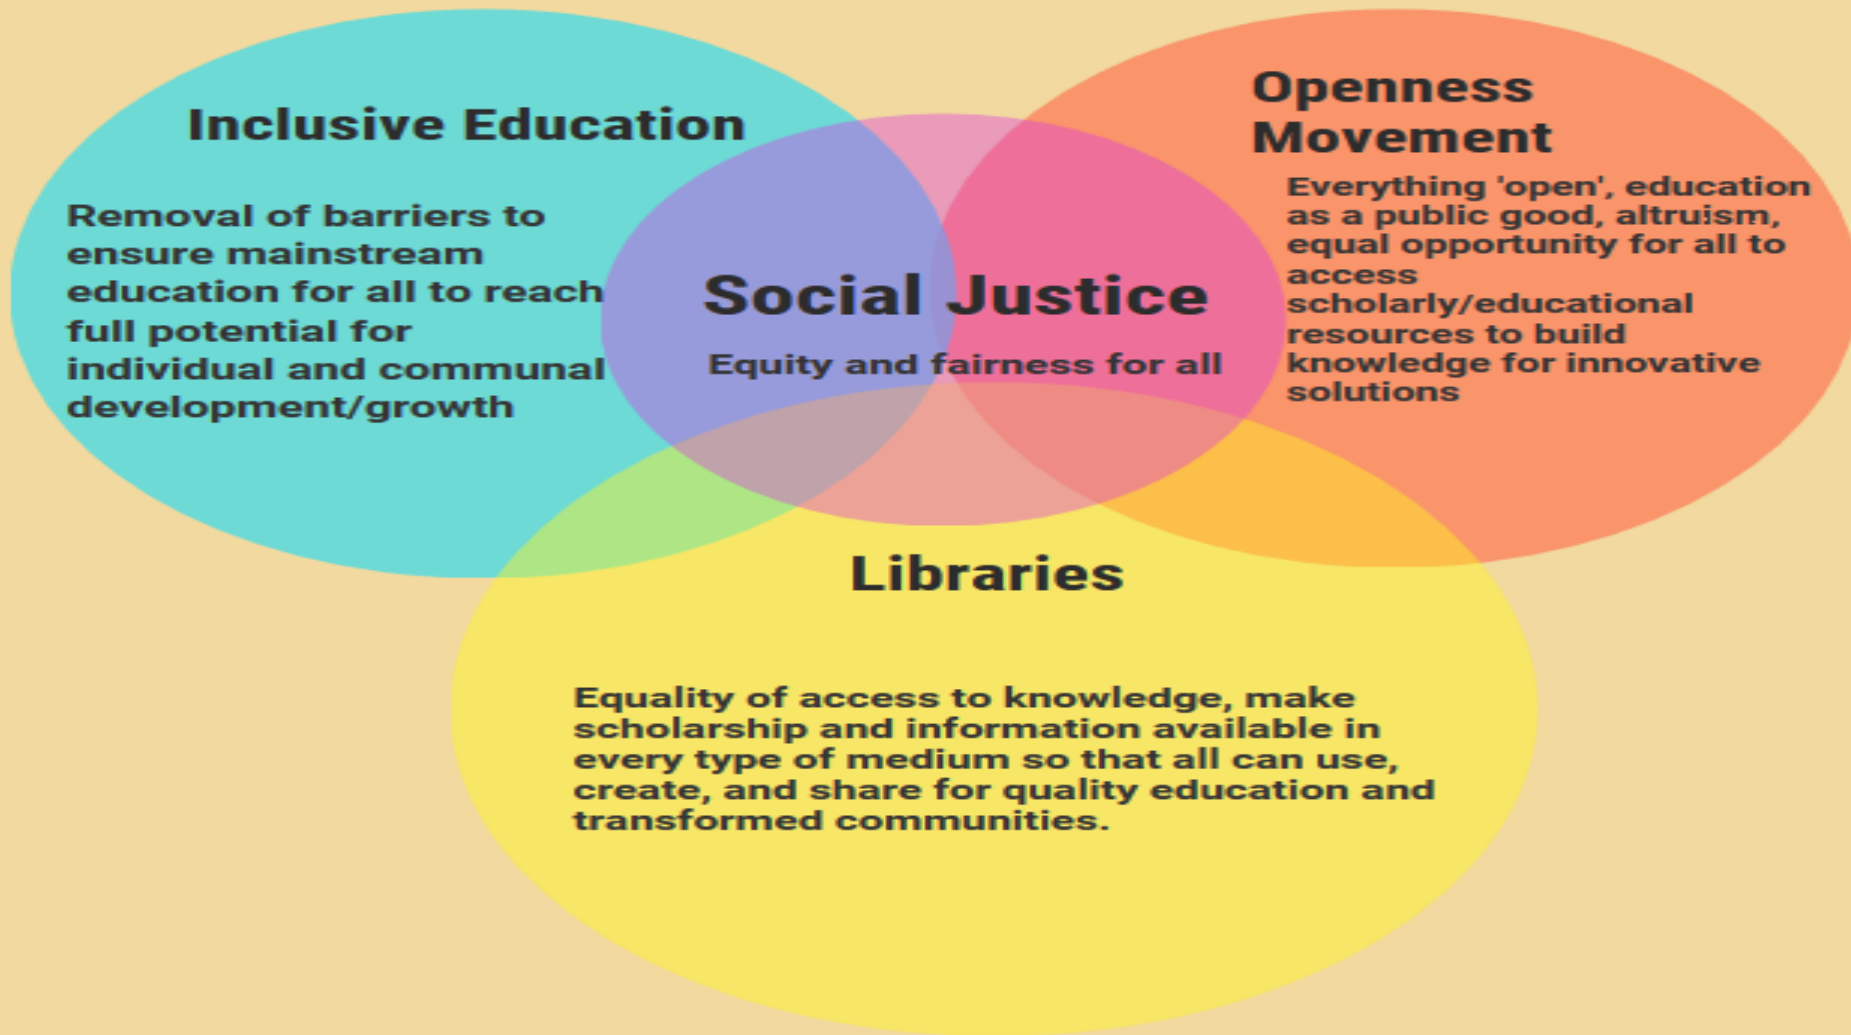 Inclusive Education
Removal of barriers to
ensure mainstream
education for all to reach
full potential for
individual and communal
development/growth
Social Justice
Equity and fairness for all
Openness
Movement
Everything 'open', education
as a public good, altruism,
equal opportunity for all to
access
scholarly/educational
resources to build
knowledge for innovative
solutions
Libraries
Equality of access to knowledge, make
scholarship and information available in
every type of medium so that all can use,
create, and share for quality education and
transformed communities.